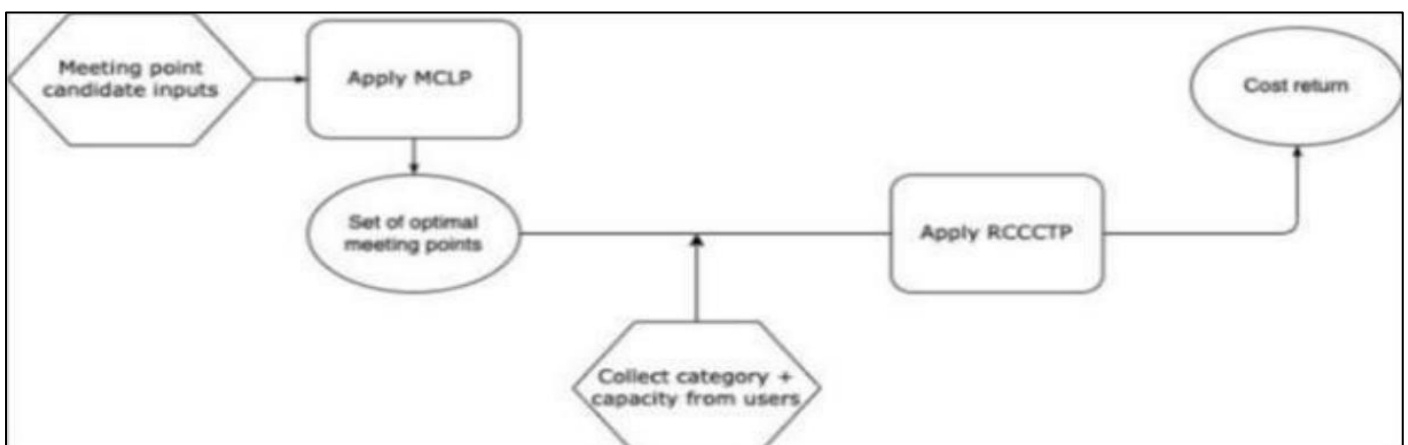 Meeting point
candidate inputs
Apply MCLP
Cost return
Set of optimal
meeting points
Apply RCCCTP
Collect category +
capacity from users